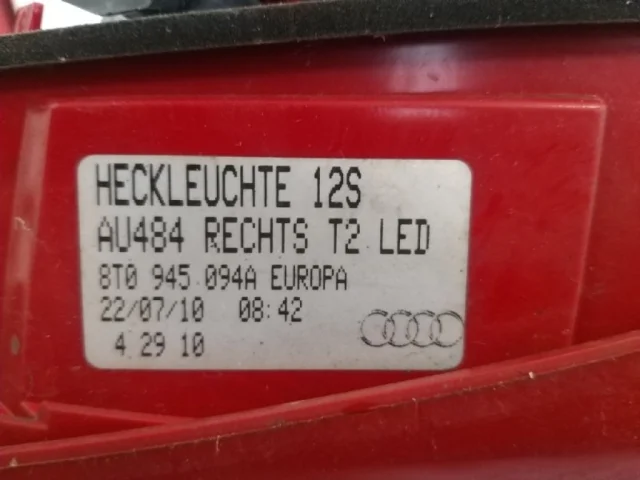 HECKLEUCHTE 12S
AU484 RECHTS T2 LED
8T0 945 094A EUROPA
22/07/10 08:42
4 29 10